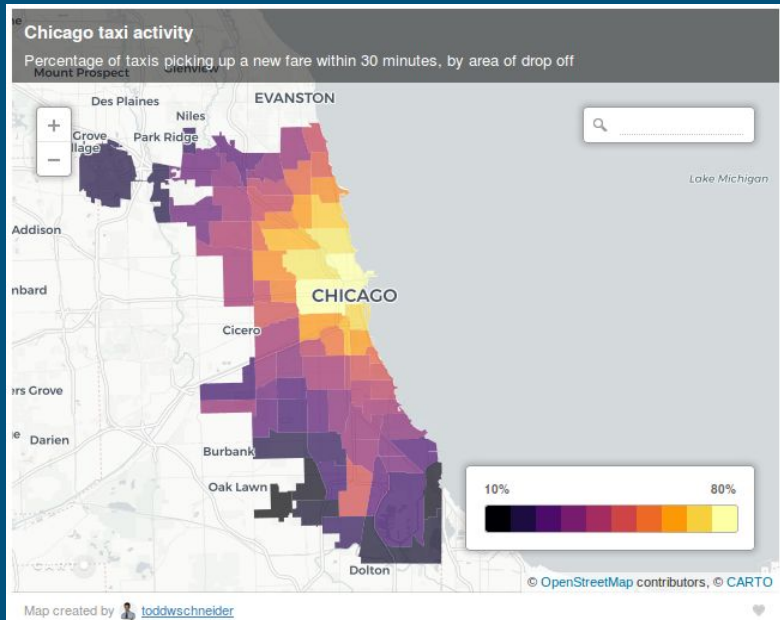 Chicago taxi activity
Percentage of taxis picking up a new fare within 30 minutes, by area of drop off
Mount Prospect
Glenview
Des Plaines
EVANSTON
Niles
+
Grove
Park Ridge
−
Lake Michigan
Addison
CHICAGO
Cicero
Darien
Burbank
Oak Lawn
10%
80%
Dolton
© OpenStreetMap contributors, © CARTO
Map created by toddwschneider